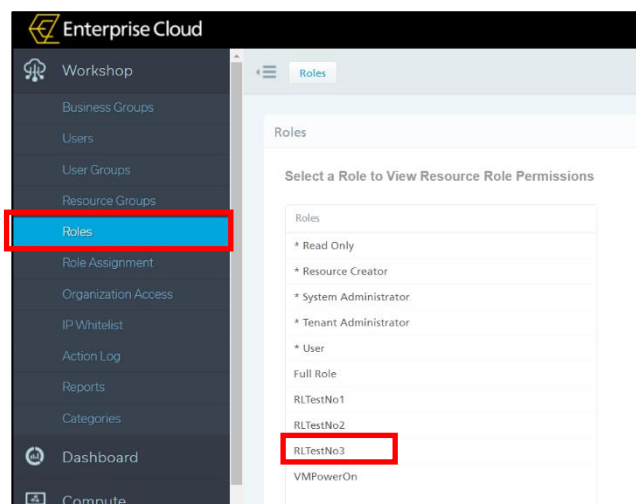 Enterprise Cloud
Workshop
Business Groups
Users
User Groups
Resource Groups
Roles
Role Assignment
Organization Access
IP Whitelist
Action Log
Reports
Categories
Dashboard
Compute
Roles
Roles
Select a Role to View Resource Role Permissions
Roles
* Read Only
* Resource Creator
* System Administrator
* Tenant Administrator
* User
Full Role
RLTestNo1
RLTestNo2
RLTestNo3
VMPowerOn